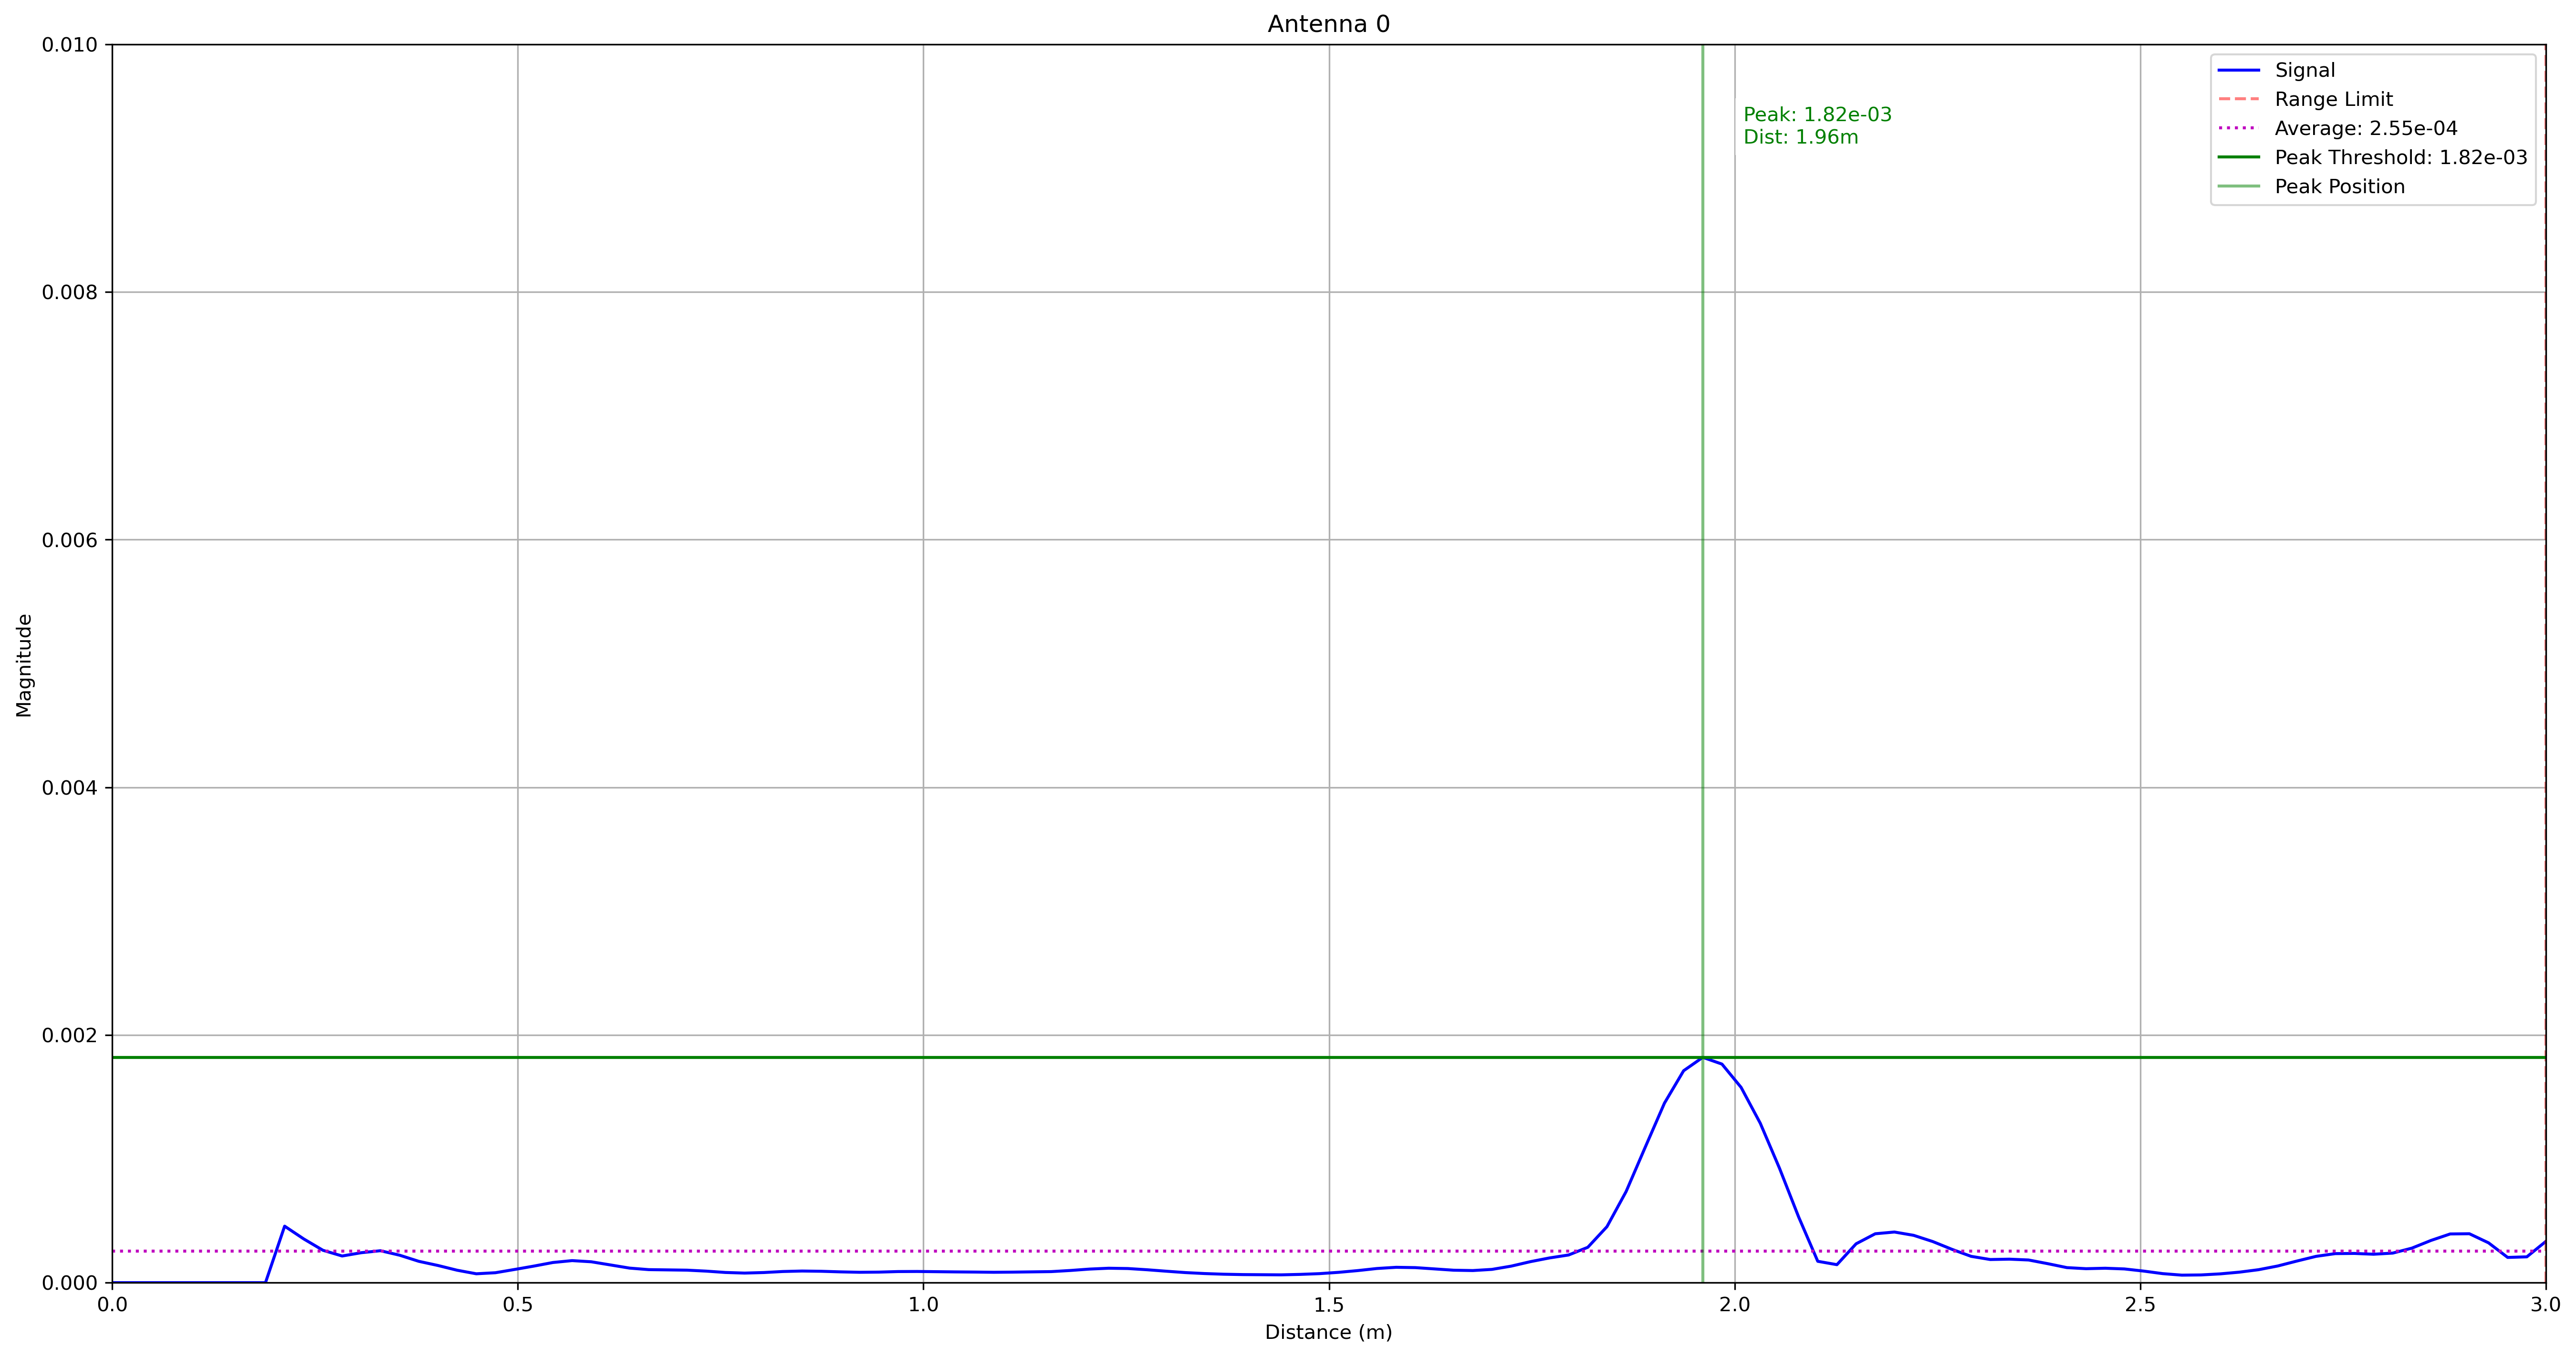 Antenna 0
0.010
0.008
0.006
0.004
0.002
0.000
Magnitude
Peak: 1.82e-03
Dist: 1.96m
Signal
Range Limit
Average: 2.55e-04
Peak Threshold: 1.82e-03
Peak Position
0.0 0.5 1.0 1.5 2.0 2.5 3.0
Distance (m)